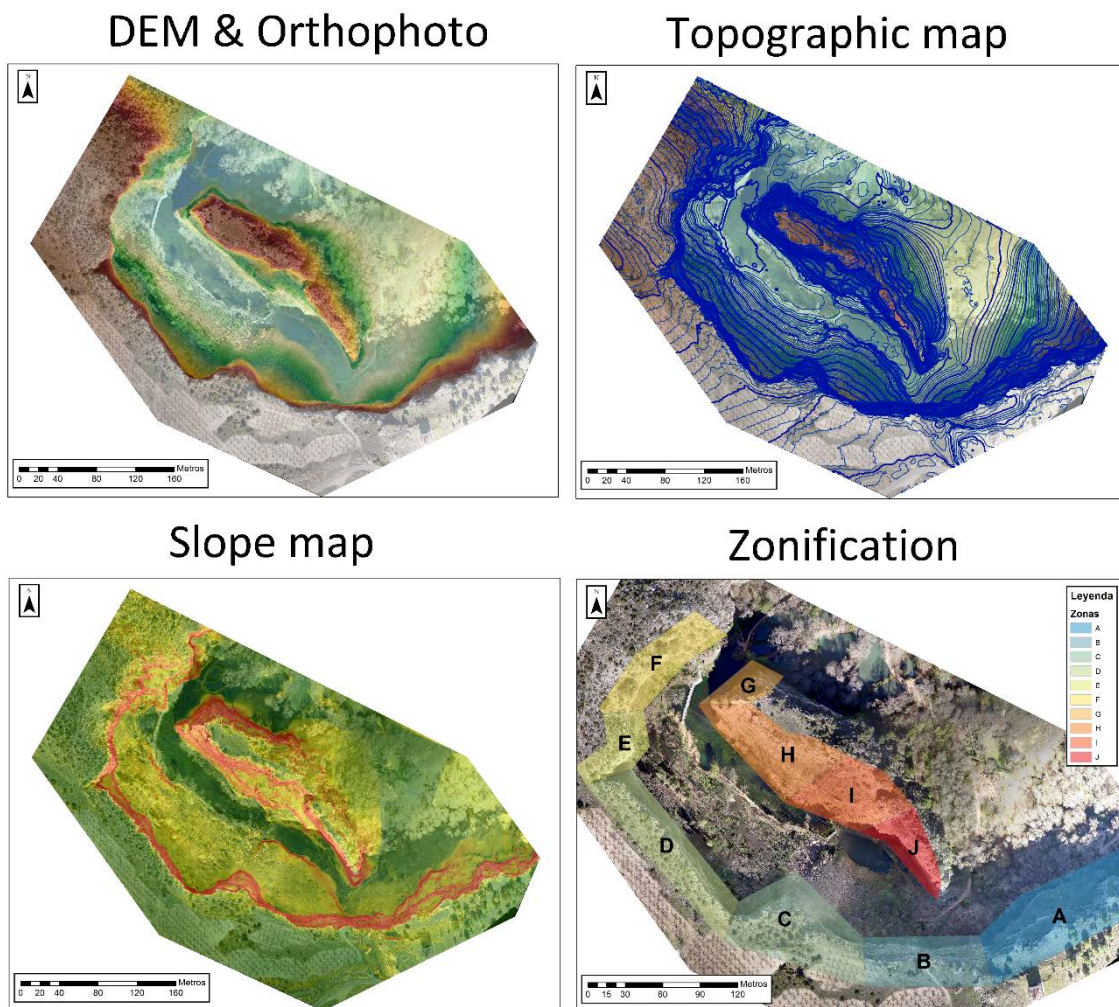 DEM & Orthophoto
Topographic map
N
Metros
0 20 40 80 120 160
N
Metros
0 20 40 80 120 160
Slope map
Zonification
N
Metros
0 20 40 80 120 160
N
Leyenda
Zonas
A
B
C
D
E
F
G
H
I
J
F
G
E
H
I
D
J
C
A
B
Metros
0 15 30 60 90 120